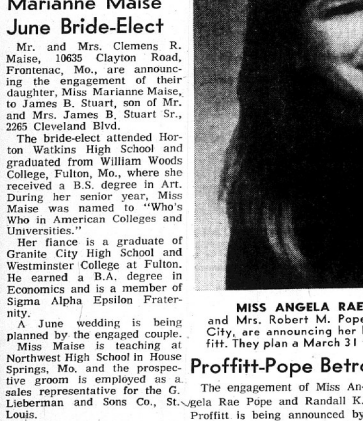 Marianne Maise
June Bride-Elect
Mr. and Mrs. Clemens R.
Maise, 10635 Clayton Road,
Frontenac, Mo., are announc-
ing the engagement of their
daughter, Miss Marianne Maise,
to James B. Stuart, son of Mr.
and Mrs. James B. Stuart Sr.,
2265 Cleveland Blvd.
The bride-elect attended Hor-
ton Watkins High School and
graduated from William Woods
College, Fulton, Mo., where she
received a B.S. degree in Art.
During her senior year, Miss
Maise was named to "Who's
Who in American Colleges and
Universities."
Her fiance is a graduate of
Granite City High School and
Westminster College at Fulton.
He earned a B.A. degree in
Economics and is a member of
Sigma Alpha Epsilon Frater-
nity.
A June wedding is being
planned by the engaged couple.
Miss Maise is teaching at
Northwest High School in House
Springs, Mo. and the prospec-
tive groom is employed as a
sales representative for the G.
Lieberman and Sons Co., St.
Louis.
MISS ANGELA RAE
and Mrs. Robert M. Pope
City, are announcing her
fitt. They plan a March 31
Proffitt-Pope
The engagement of Miss
gela Rae Pope and Randall K.
Proffitt is being announced by